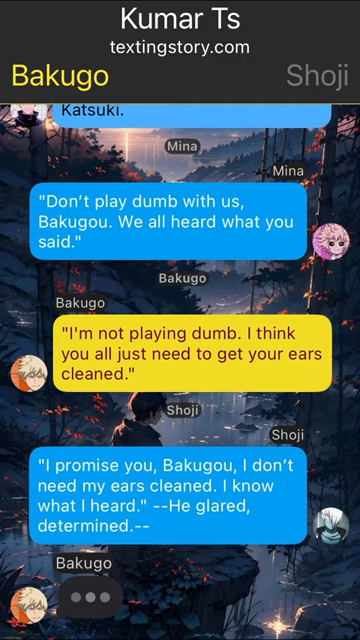 Kumar Ts
textingstory.com
Bakugo
Shoji
Katsuki.
Mina
Mina
"Don't play dumb with us,
Bakugou. We all heard what you
said."
Bakugo
Bakugo
"I'm not playing dumb. I think
you all just need to get your ears
cleaned."
Shoji
Shoji
"I promise you, Bakugou, I don't
need my ears cleaned. I know
what I heard." --He glared,
determined.--
Bakugo